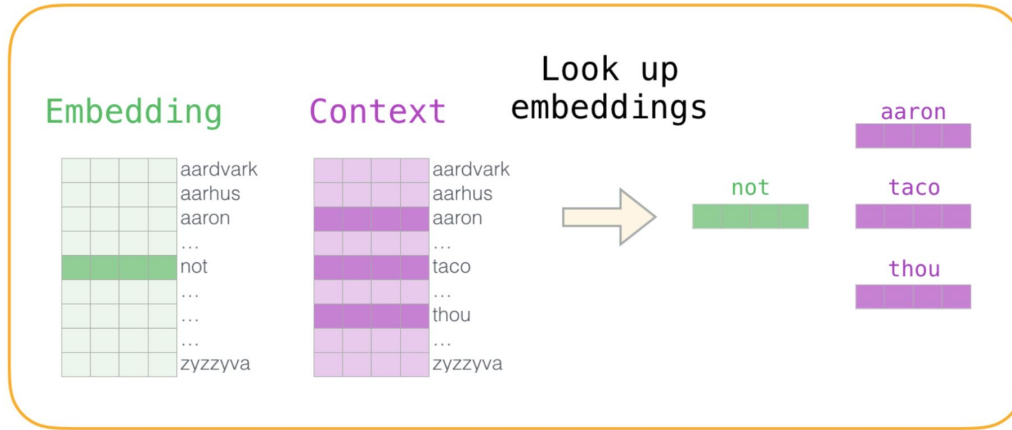 Embedding
aardvark
aarhus
aaron
...
not
...
...
...
zyzzyva
Context
aardvark
aarhus
aaron
...
taco
...
thou
...
zyzzyva
Look up
embeddings
not
aaron
taco
thou